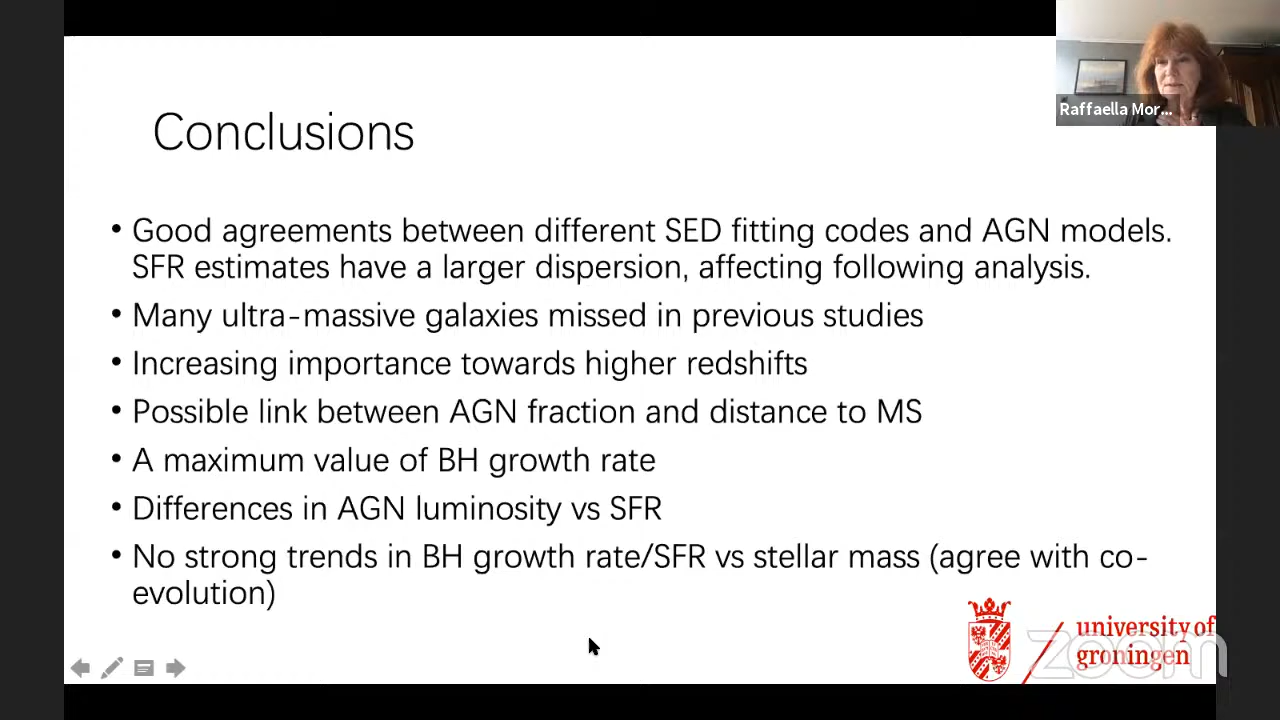 Raffaella Mor...
Conclusions
• Good agreements between different SED fitting codes and AGN models.
SFR estimates have a larger dispersion, affecting following analysis.
• Many ultra-massive galaxies missed in previous studies
• Increasing importance towards higher redshifts
• Possible link between AGN fraction and distance to MS
• A maximum value of BH growth rate
• Differences in AGN luminosity vs SFR
• No strong trends in BH growth rate/SFR vs stellar mass (agree with co-
evolution)
university of
groningen
zoom